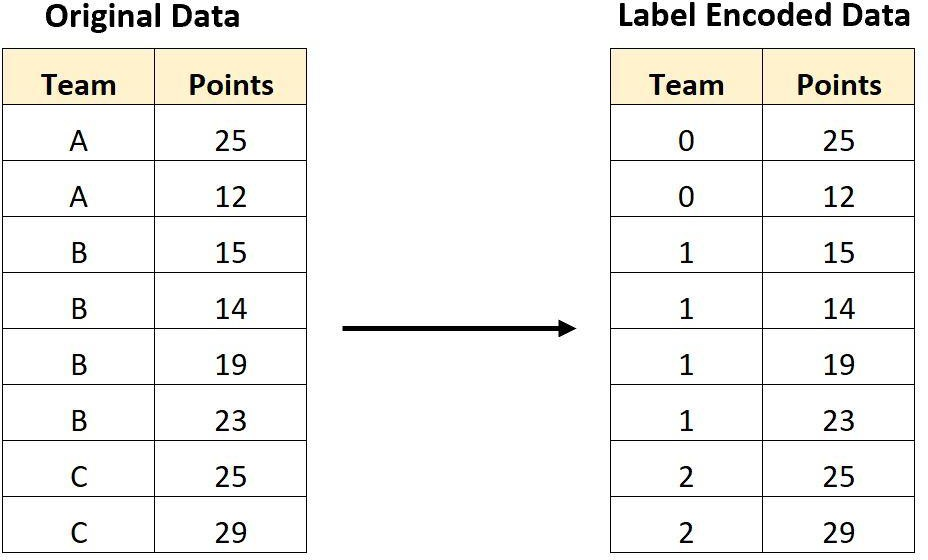 Original Data Label Encoded Data
Team Points Team Points
A 25 0 25
A 12 0 12
B 15 1 15
B 14 1 14
B 19 1 19
B 23 1 23
C 25 2 25
C 29 2 29